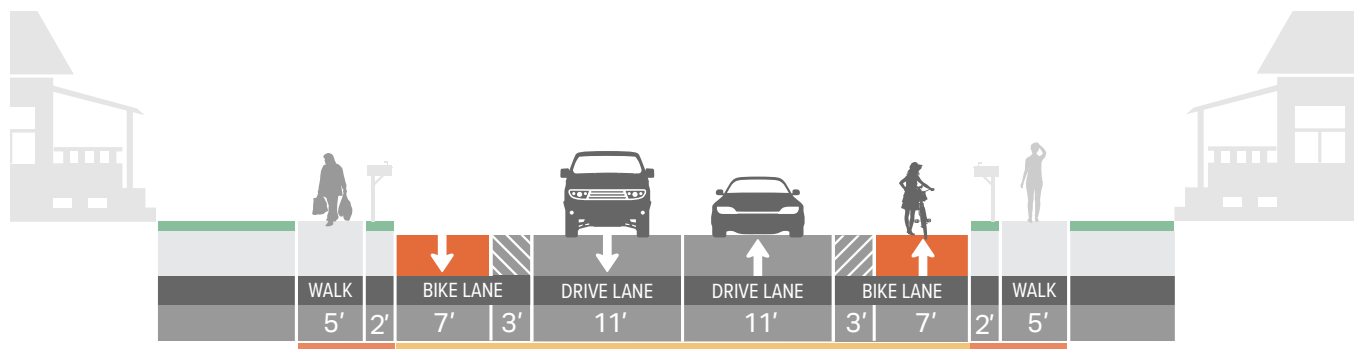 WALK BIKE LANE DRIVE LANE DRIVE LANE BIKE LANE WALK
5′ 2′ 7′ 3′ 11′ 11′ 3′ 7′ 2′ 5′